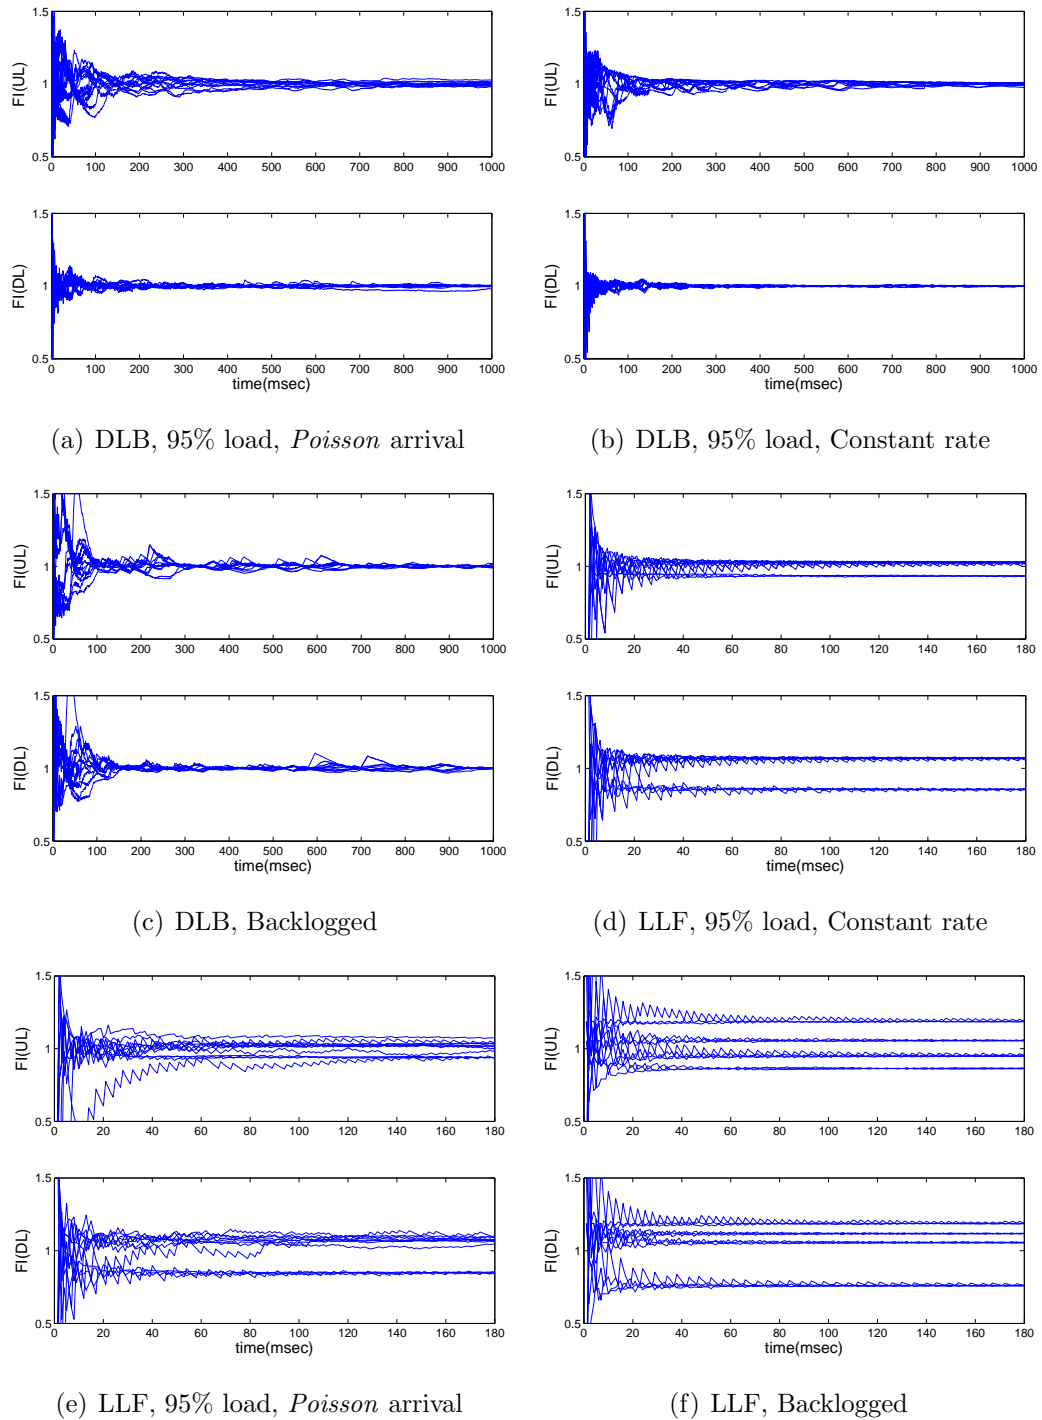 1.5 1.5
FI(UL) 1 FI(UL) 1
0.5 0.5
0 100 200 300 400 500 600 700 800 900 1000 0 100 200 300 400 500 600 700 800 900 1000
1.5 1.5
FI(DL) 1 FI(DL) 1
0.5 0.5
0 100 200 300 400 500 600 700 800 900 1000 0 100 200 300 400 500 600 700 800 900 1000
time(msec) time(msec)
(a) DLB, 95% load, Poisson arrival (b) DLB, 95% load, Constant rate
1.5 1.5
FI(UL) 1 FI(UL) 1
0.5 0.5
0 100 200 300 400 500 600 700 800 900 1000 0 20 40 60 80 100 120 140 160 180
1.5 1.5
FI(DL) 1 FI(DL) 1
0.5 0.5
0 100 200 300 400 500 600 700 800 900 1000 0 20 40 60 80 100 120 140 160 180
time(msec) time(msec)
(c) DLB, Backlogged (d) LLF, 95% load, Constant rate
1.5 1.5
FI(UL) 1 FI(UL) 1
0.5 0.5
0 20 40 60 80 100 120 140 160 180 0 20 40 60 80 100 120 140 160 180
1.5 1.5
FI(DL) 1 FI(DL) 1
0.5 0.5
0 20 40 60 80 100 120 140 160 180 0 20 40 60 80 100 120 140 160 180
time(msec) time(msec)
(e) LLF, 95% load, Poisson arrival (f) LLF, Backlogged